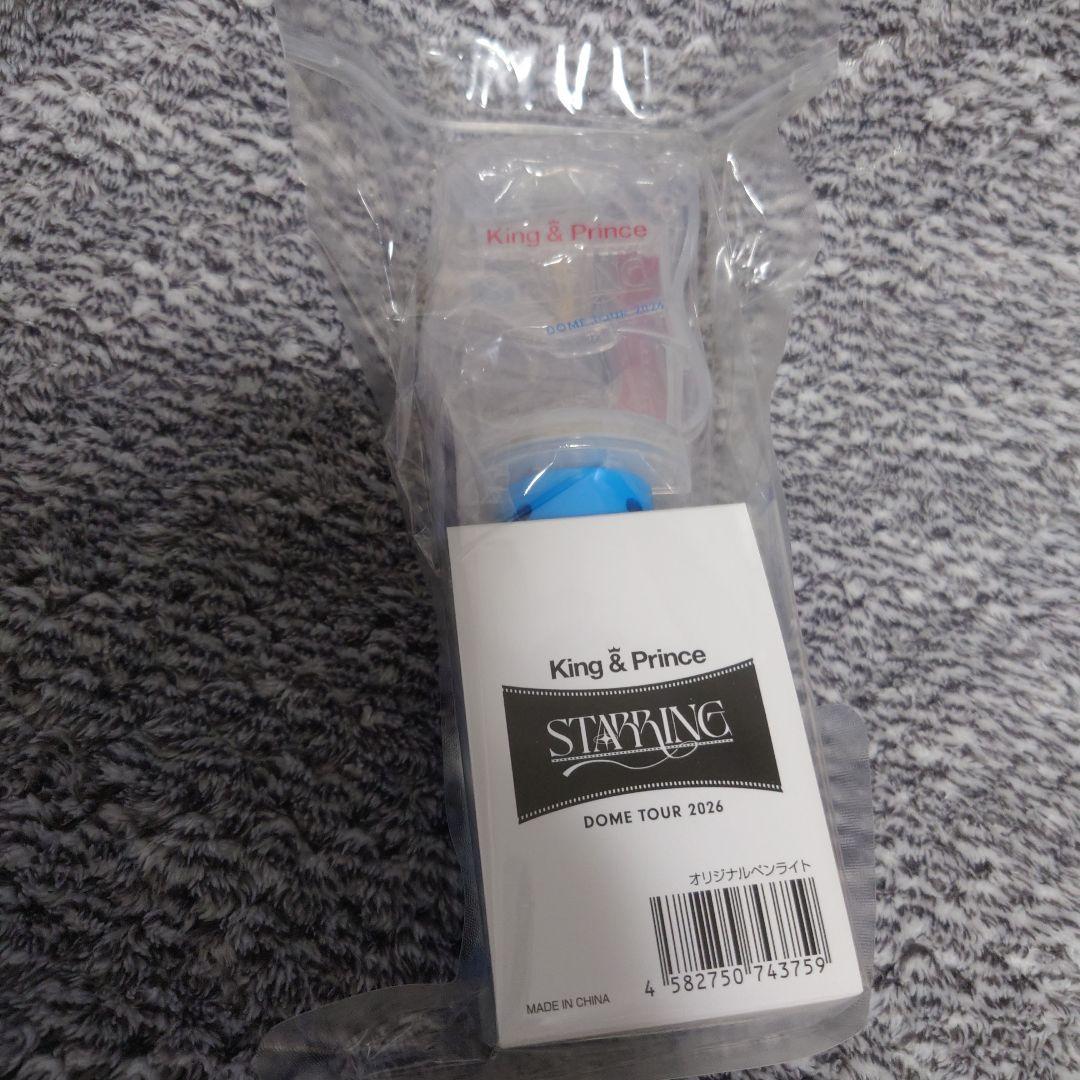 King & Prince
DOME TOUR 2026
King & Prince
STARRING
DOME TOUR 2026
オリジナルペンライト
4 582750 743759
MADE IN CHINA